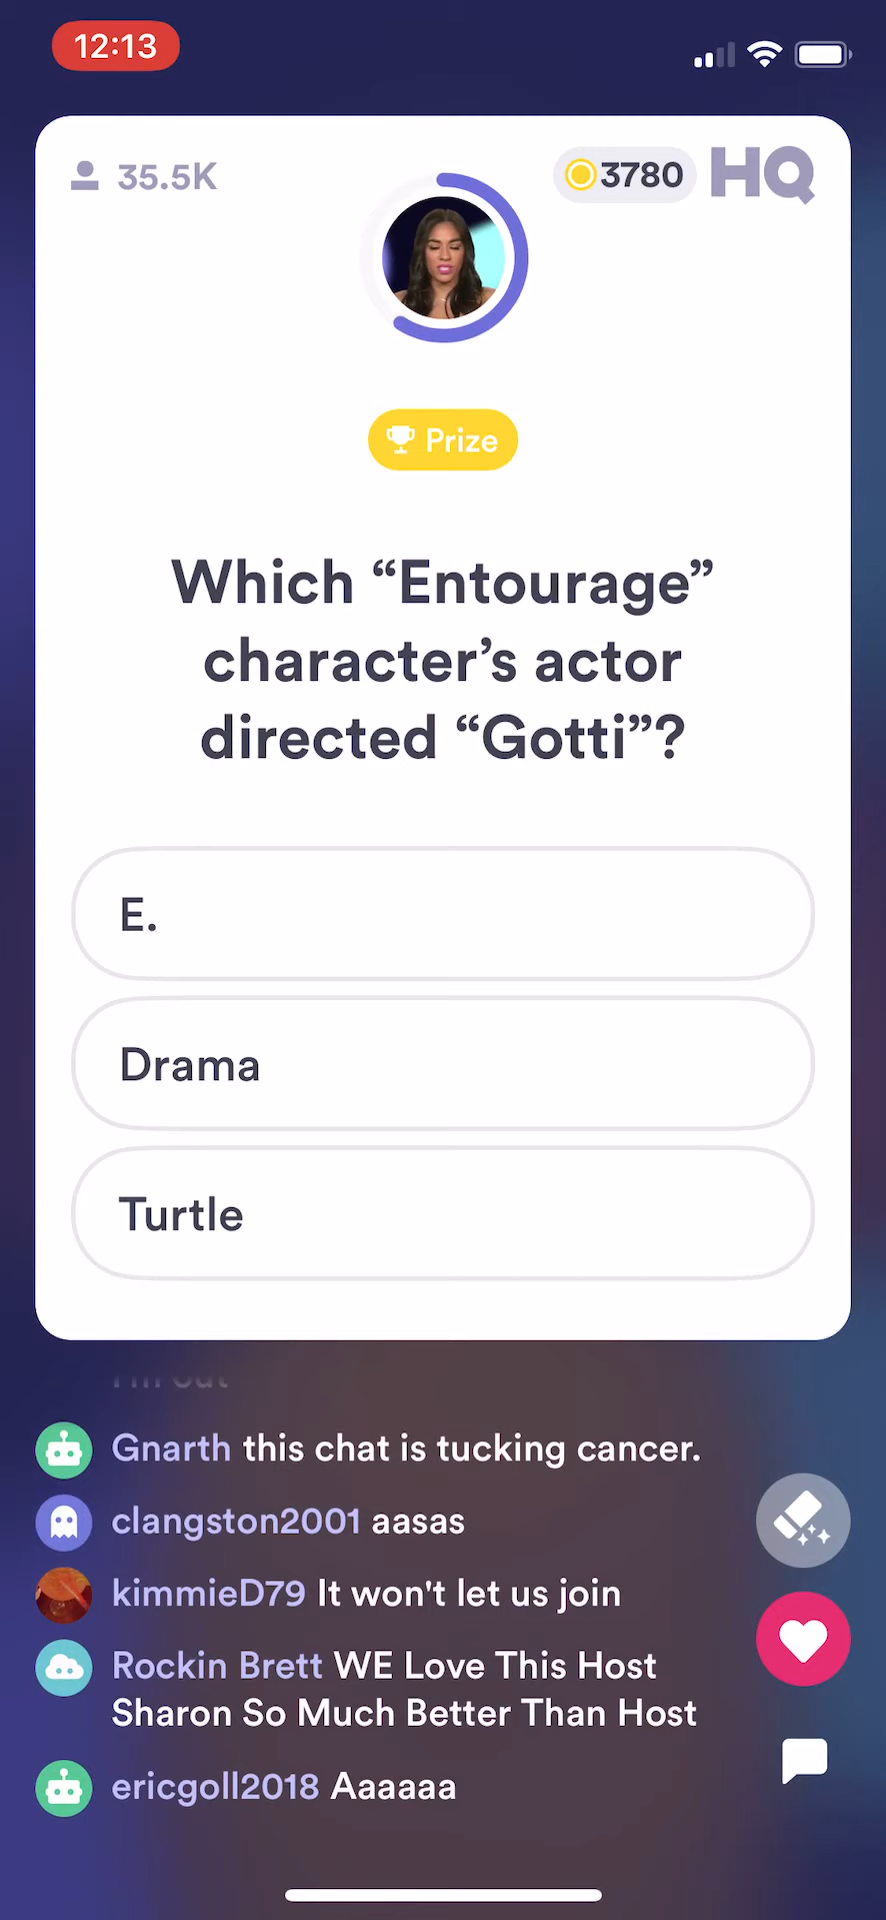 12:13
35.5K
3780 HQ
Prize
Which “Entourage”
character’s actor
directed “Gotti”?
E.
Drama
Turtle
I'm out
Gnarth this chat is tucking cancer.
clangston2001 aasas
kimmieD79 It won't let us join
Rockin Brett WE Love This Host
Sharon So Much Better Than Host
ericgoll2018 Aaaaaa